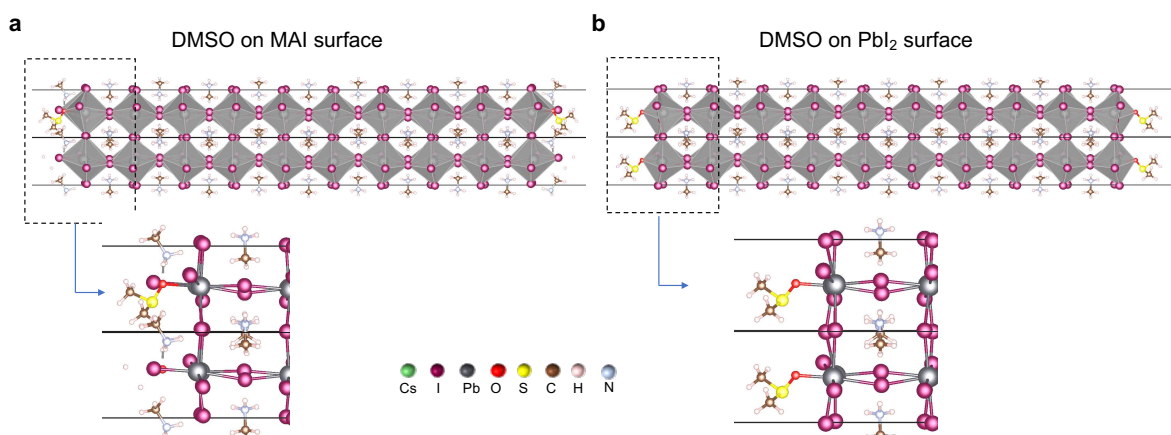 a
DMSO on MAI surface
b
DMSO on PbI₂ surface
Cs I Pb O S C H N